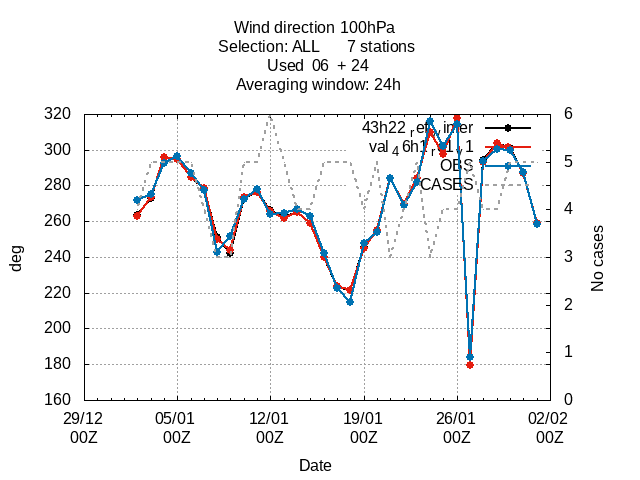 Wind direction 100hPa
Selection: ALL 7 stations
Used 06 + 24
Averaging window: 24h
320 300 280 260 240 220 200 180 160
deg
6 5 4 3 2 1 0
No cases
OBS
CASES
29/12 05/01 12/01 19/01 26/01 02/02
00Z 00Z 00Z 00Z 00Z 00Z
Date